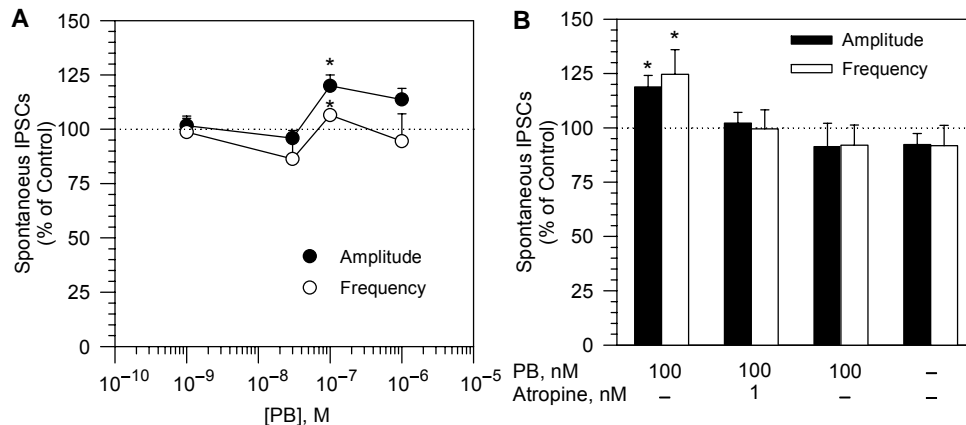 A
Spontanoeus IPSCs
(% of Control)
150
125
100
75
50
25
0
*
*
Amplitude
Frequency
10⁻¹⁰ 10⁻⁹ 10⁻⁸ 10⁻⁷ 10⁻⁶ 10⁻⁵
[PB], M
B
Spontaneous IPSCs
(% of Control)
150
125
100
75
50
25
0
* *
Amplitude
Frequency
PB, nM 100 100 100 –
Atropine, nM – 1 – –